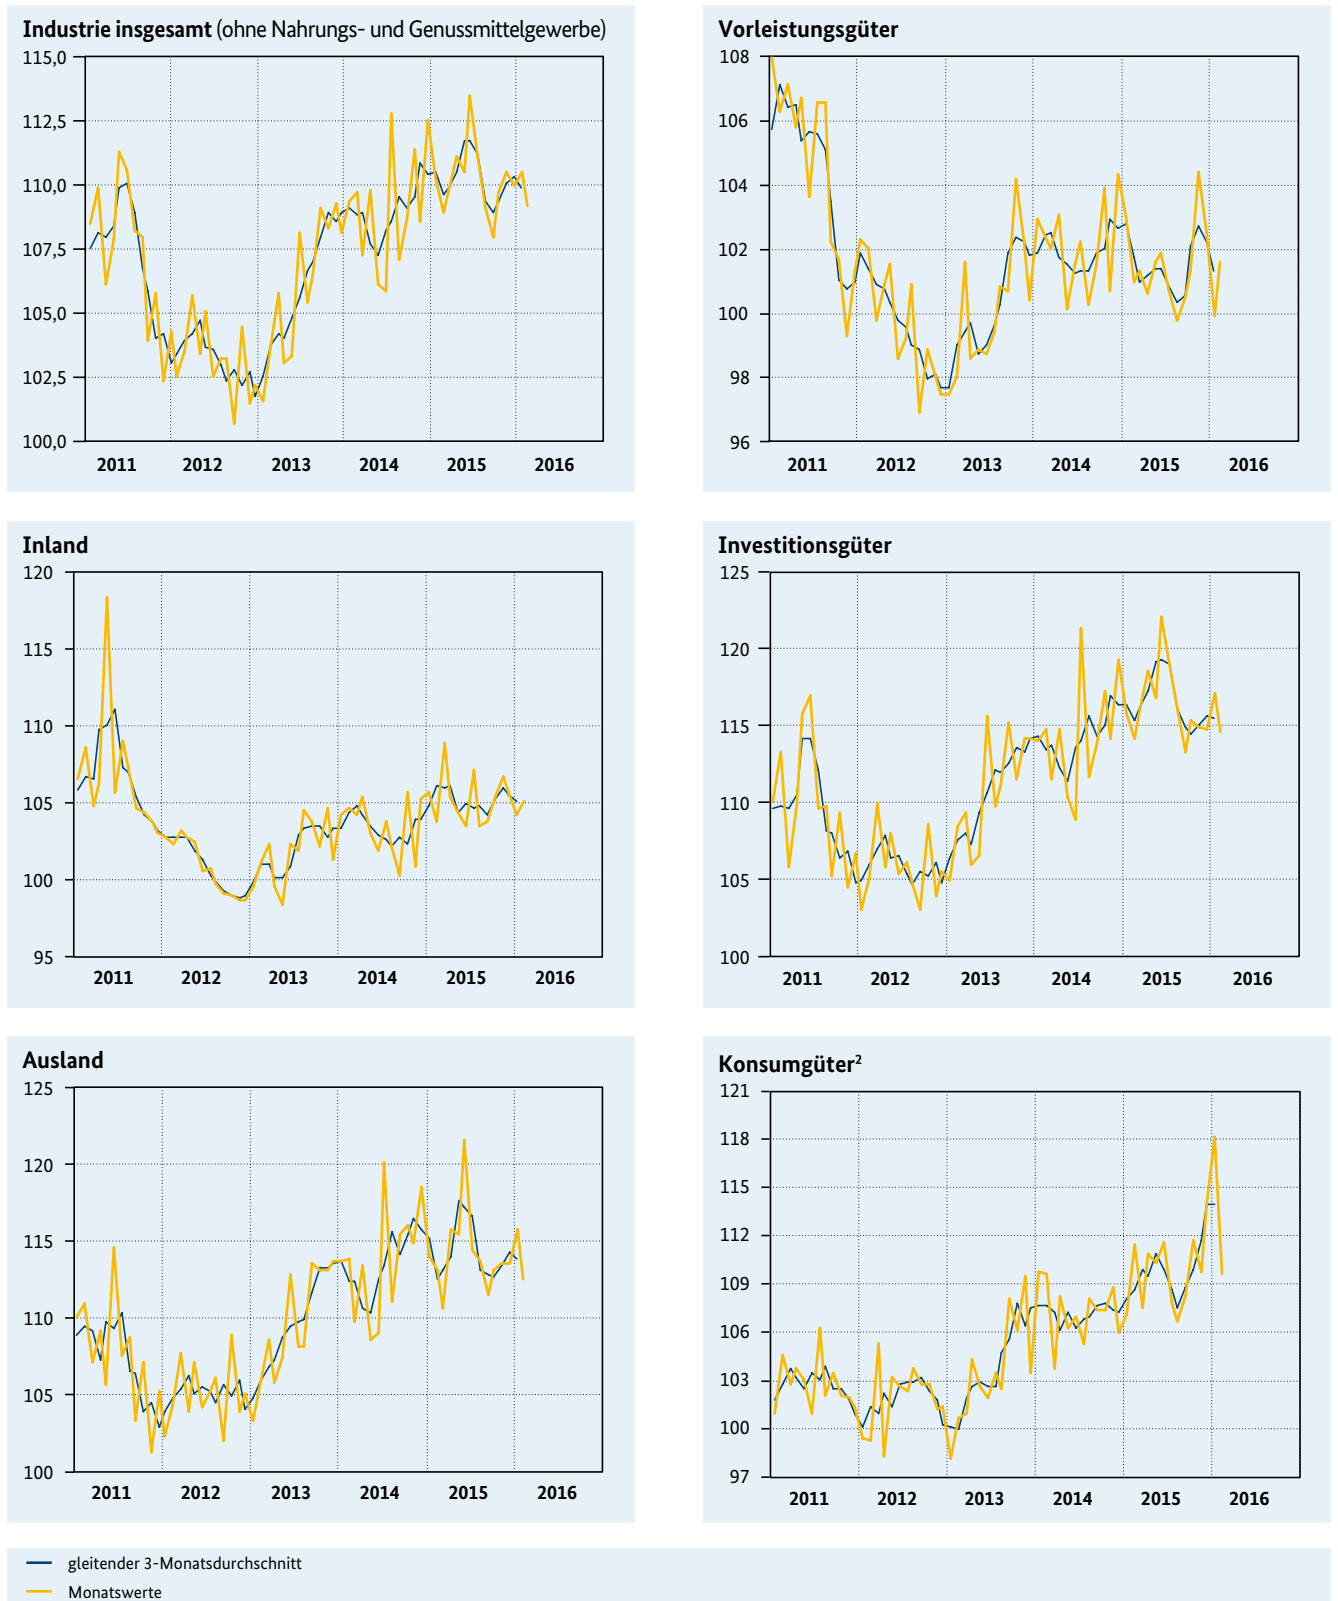 Industrie insgesamt (ohne Nahrungs- und Genussmittelgewerbe)
115,0
112,5
110,0
107,5
105,0
102,5
100,0
2011 2012 2013 2014 2015 2016
Vorleistungsgüter
108
106
104
102
100
98
96
2011 2012 2013 2014 2015 2016
Inland
120
115
110
105
100
95
2011 2012 2013 2014 2015 2016
Investitionsgüter
125
120
115
110
105
100
2011 2012 2013 2014 2015 2016
Ausland
125
120
115
110
105
100
2011 2012 2013 2014 2015 2016
Konsumgüter²
121
118
115
112
109
106
103
100
97
2011 2012 2013 2014 2015 2016
gleitender 3-Monatsdurchschnitt
Monatswerte